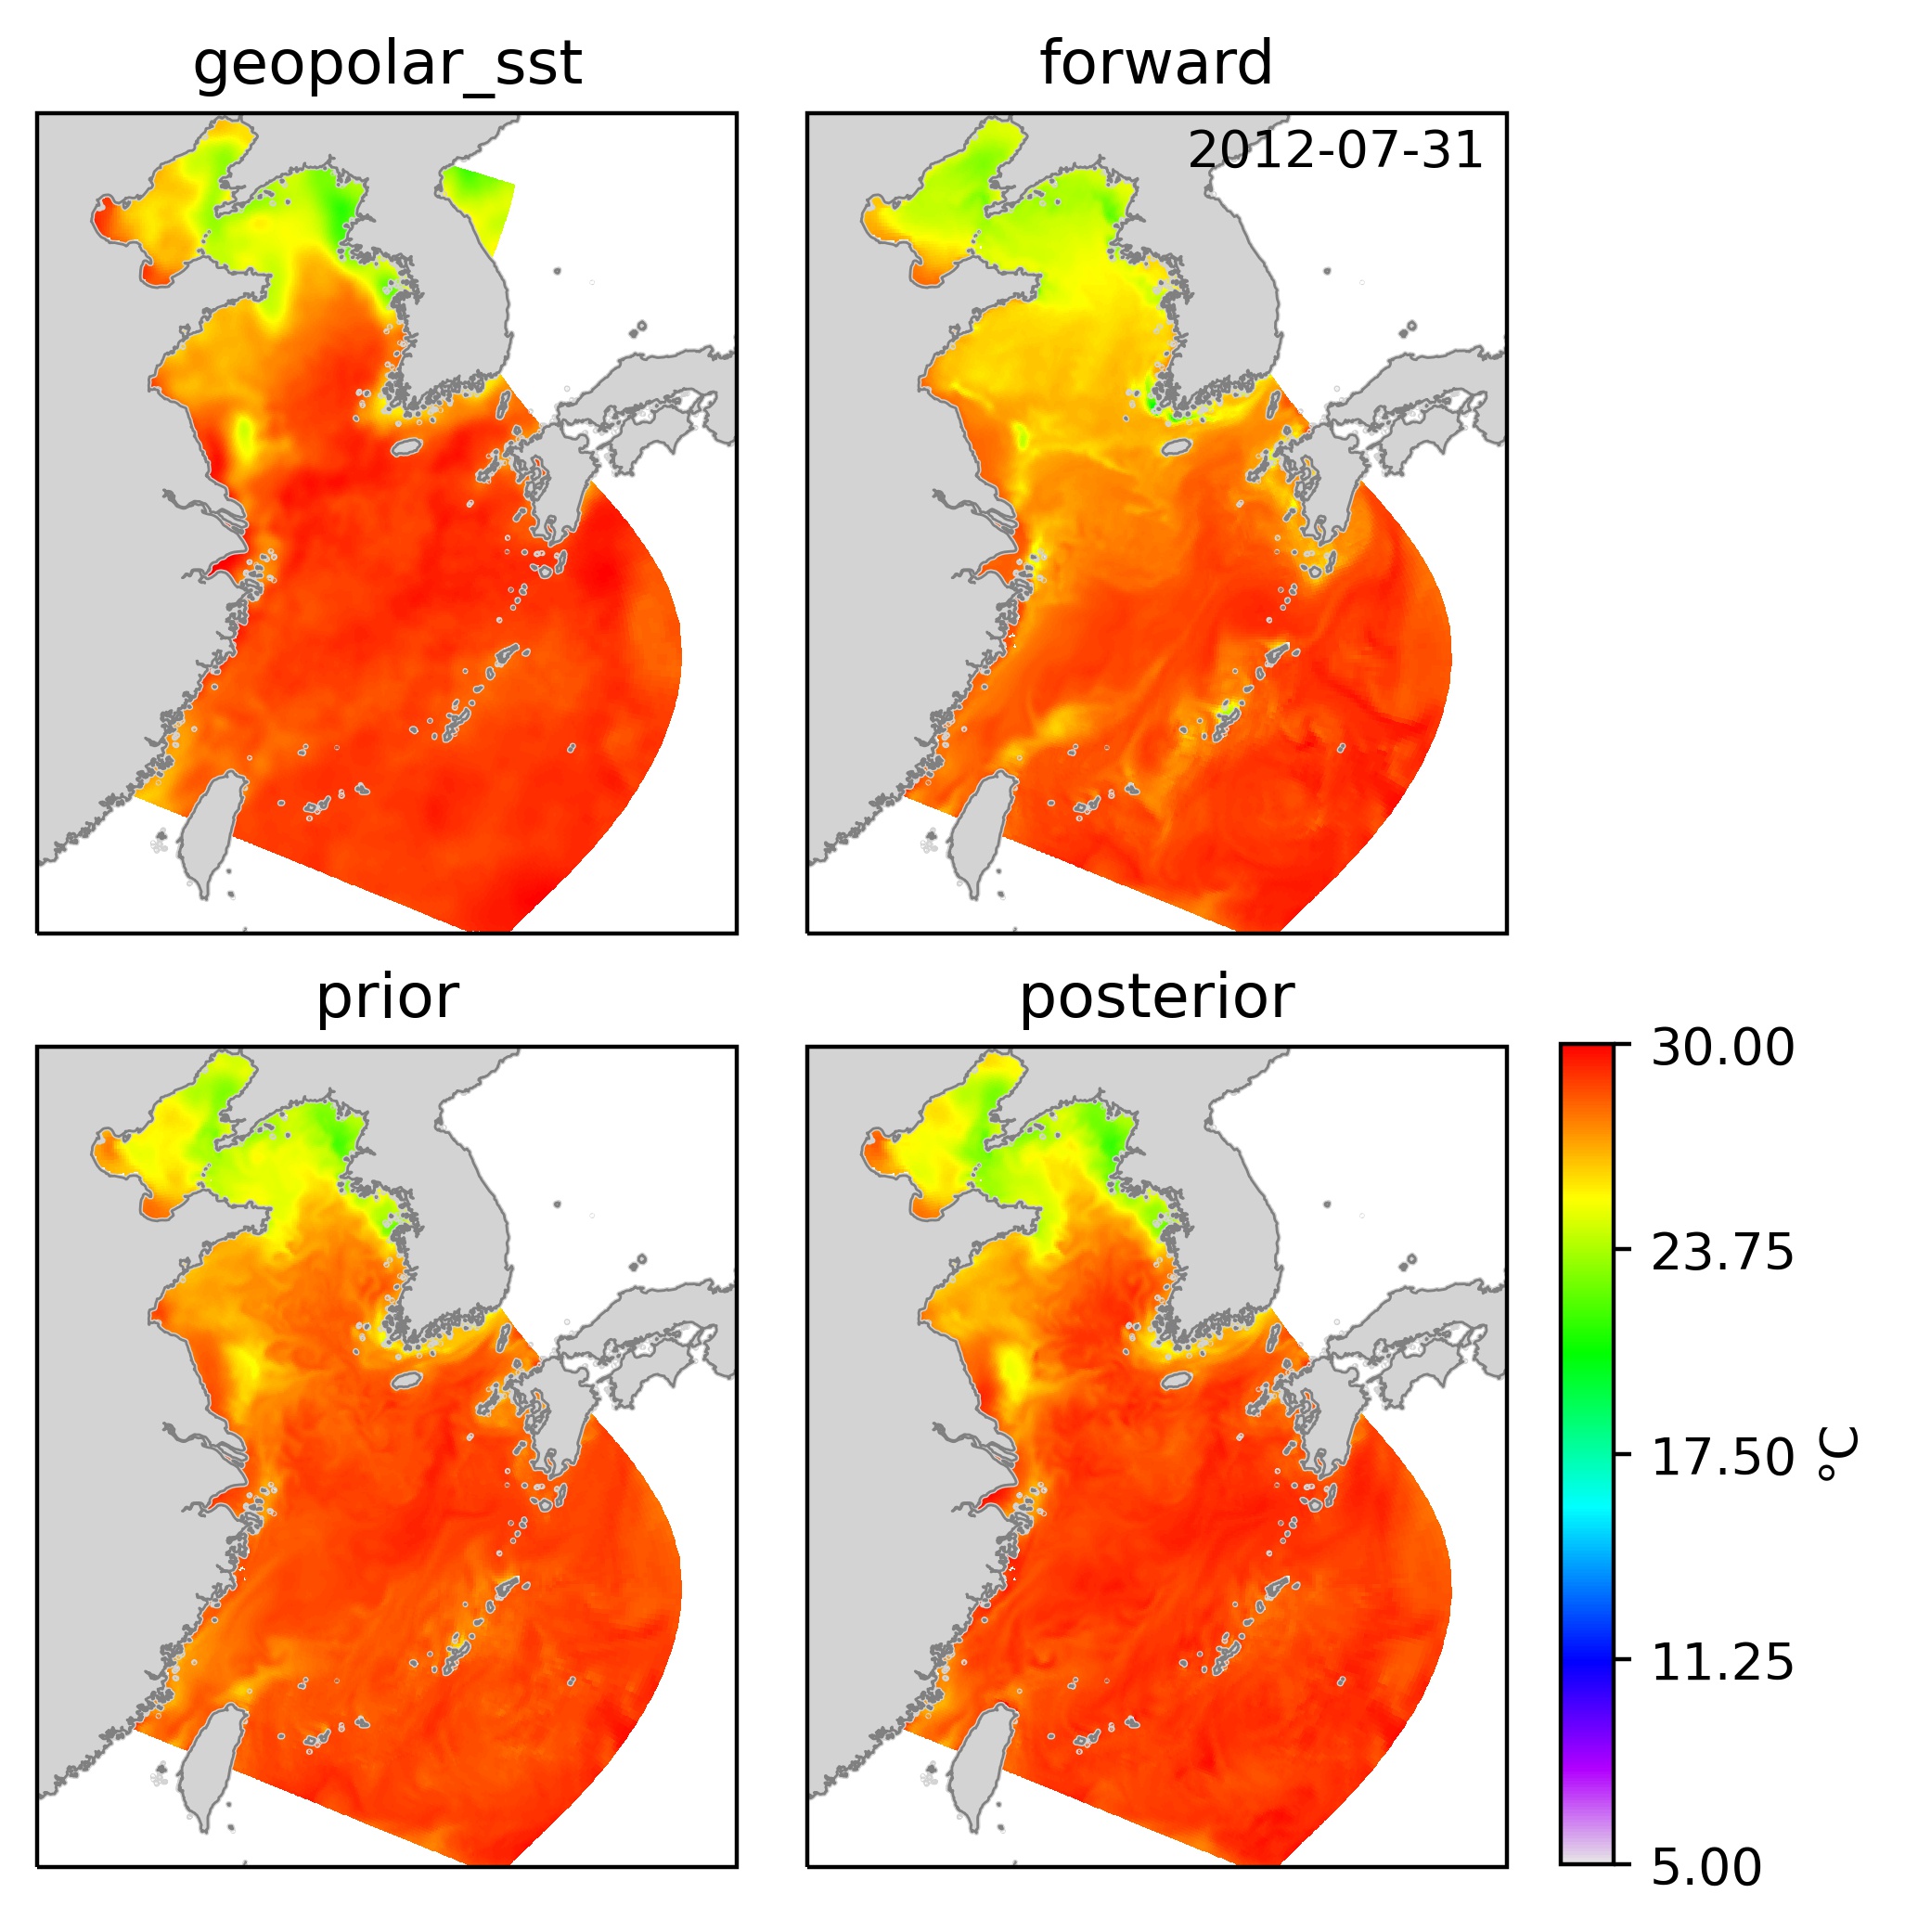 geopolar_sst
forward
2012-07-31
prior
posterior
30.00
23.75
17.50
11.25
5.00
°C